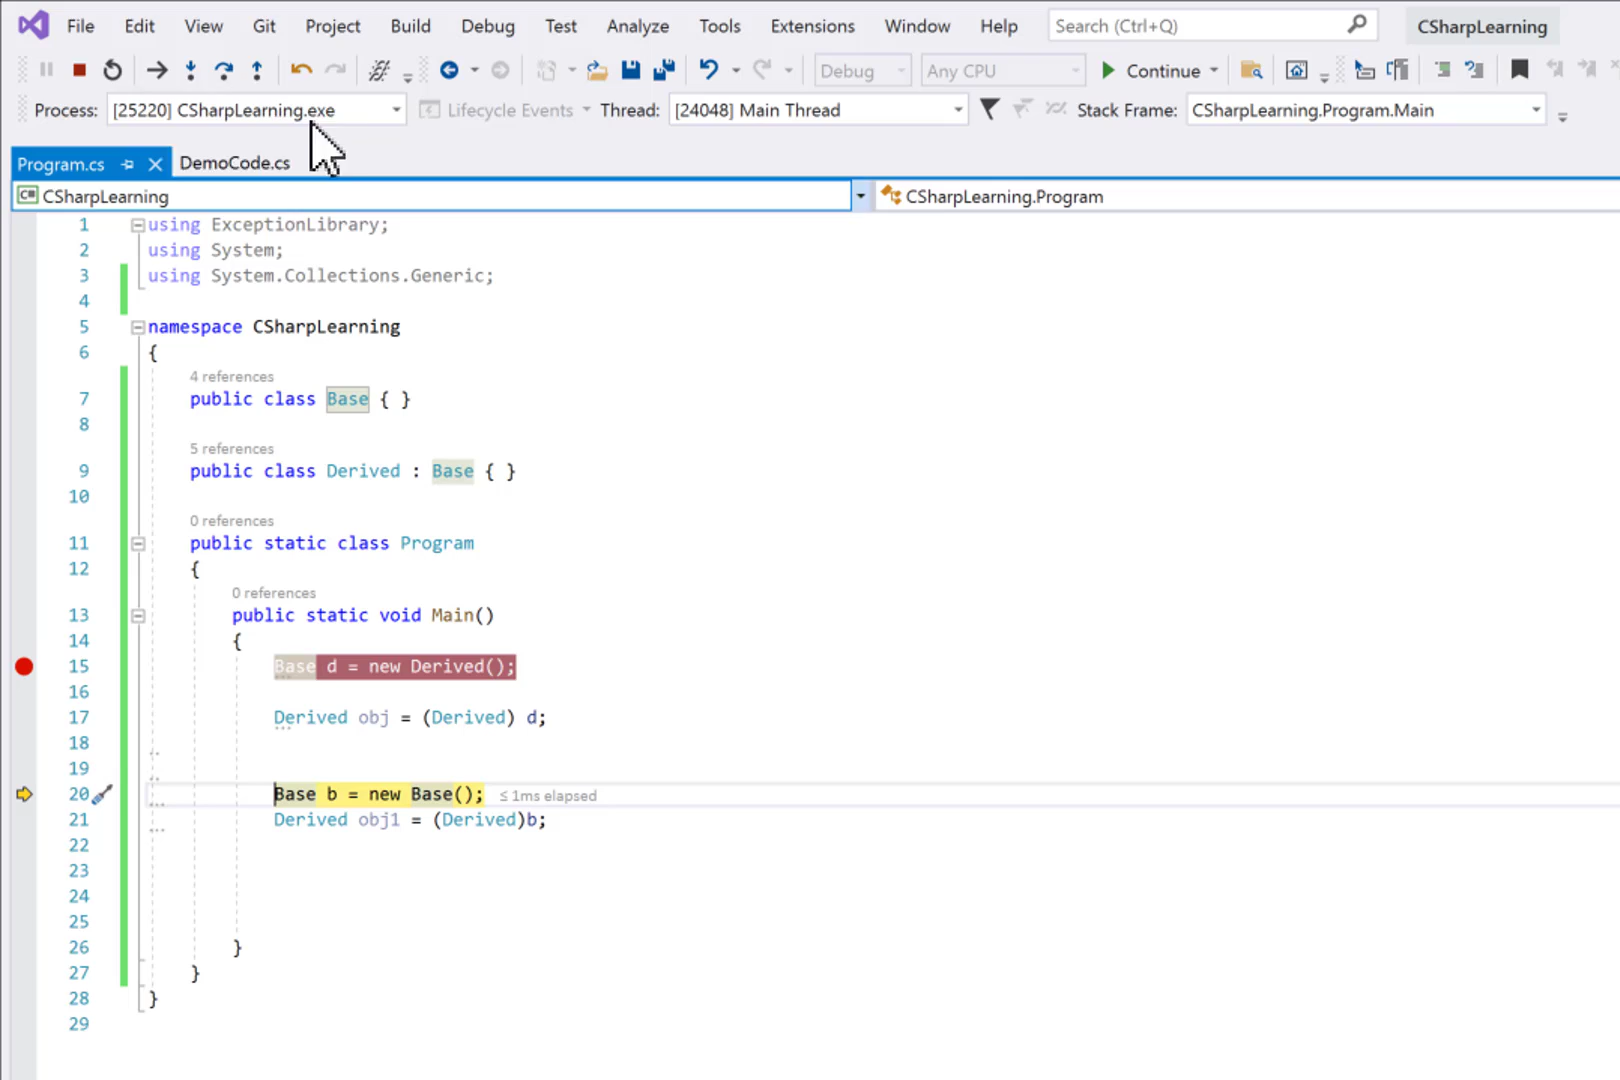 File Edit View Git Project Build Debug Test Analyze Tools Extensions Window Help Search (Ctrl+Q) CSharpLearning
Debug Any CPU Continue
Process: [25220] CSharpLearning.exe Lifecycle Events Thread: [24048] Main Thread Stack Frame: CSharpLearning.Program.Main
Program.cs DemoCode.cs
C# CSharpLearning CSharpLearning.Program
1 using ExceptionLibrary;
2 using System;
3 using System.Collections.Generic;
4
5 namespace CSharpLearning
6 {
4 references
7 public class Base { }
8
5 references
9 public class Derived : Base { }
10
0 references
11 public static class Program
12 {
0 references
13 public static void Main()
14 {
15 Base d = new Derived();
16
17 Derived obj = (Derived) d;
18
19
20 Base b = new Base(); ≤ 1ms elapsed
21 Derived obj1 = (Derived)b;
22
23
24
25
26 }
27 }
28 }
29